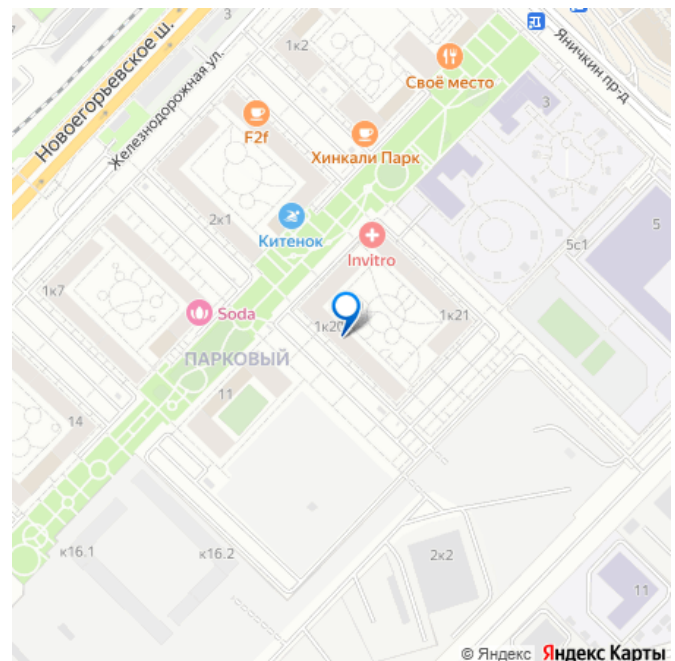 3
1к2
Яничкин пр-д
Новоегорьевское ш.
Железнодорожная ул.
Своё место
3
F2f
Хинкали Парк
2к1
Китенок
Invitro
5
5с1
1к7
Soda
1к20
1к21
ПАРКОВЫЙ
11
14
к16.1
к16.2
2к2
11
© Яндекс Яндекс Карты